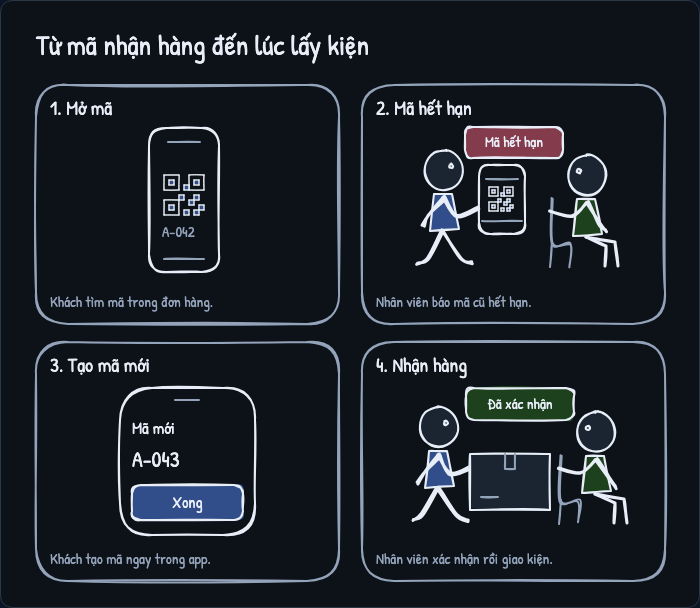 Từ mã nhận hàng đến lúc lấy kiện
1. Mở mã
A-042
Khách tìm mã trong đơn hàng.
2. Mã hết hạn
Mã hết hạn
Nhân viên báo mã cũ hết hạn.
3. Tạo mã mới
Mã mới
A-043
Xong
Khách tạo mã ngay trong app.
4. Nhận hàng
Đã xác nhận
Nhân viên xác nhận rồi giao kiện.